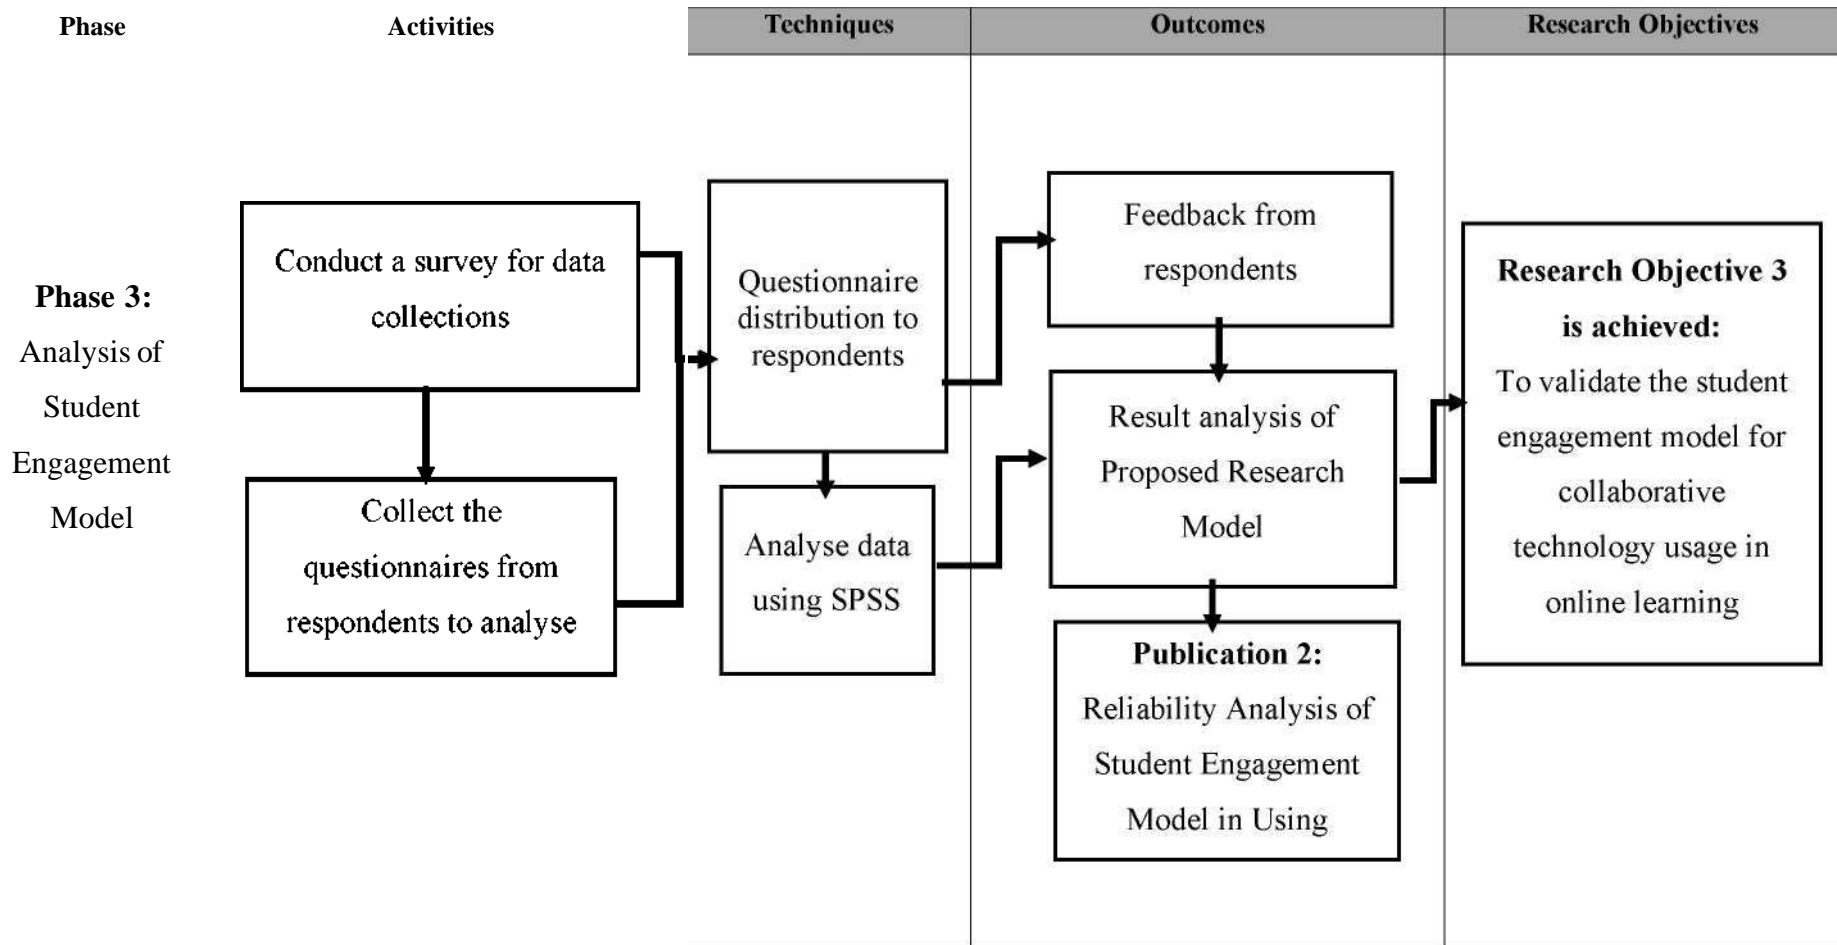 Phase
Activities
Techniques
Outcomes
Research Objectives
Phase 3:
Analysis of
Student
Engagement
Model
Conduct a survey for data
collections
Collect the
questionnaires from
respondents to analyse
Questionnaire
distribution to
respondents
Analyse data
using SPSS
Feedback from
respondents
Result analysis of
Proposed Research
Model
Publication 2:
Reliability Analysis of
Student Engagement
Model in Using
Research Objective 3
is achieved:
To validate the student
engagement model for
collaborative
technology usage in
online learning